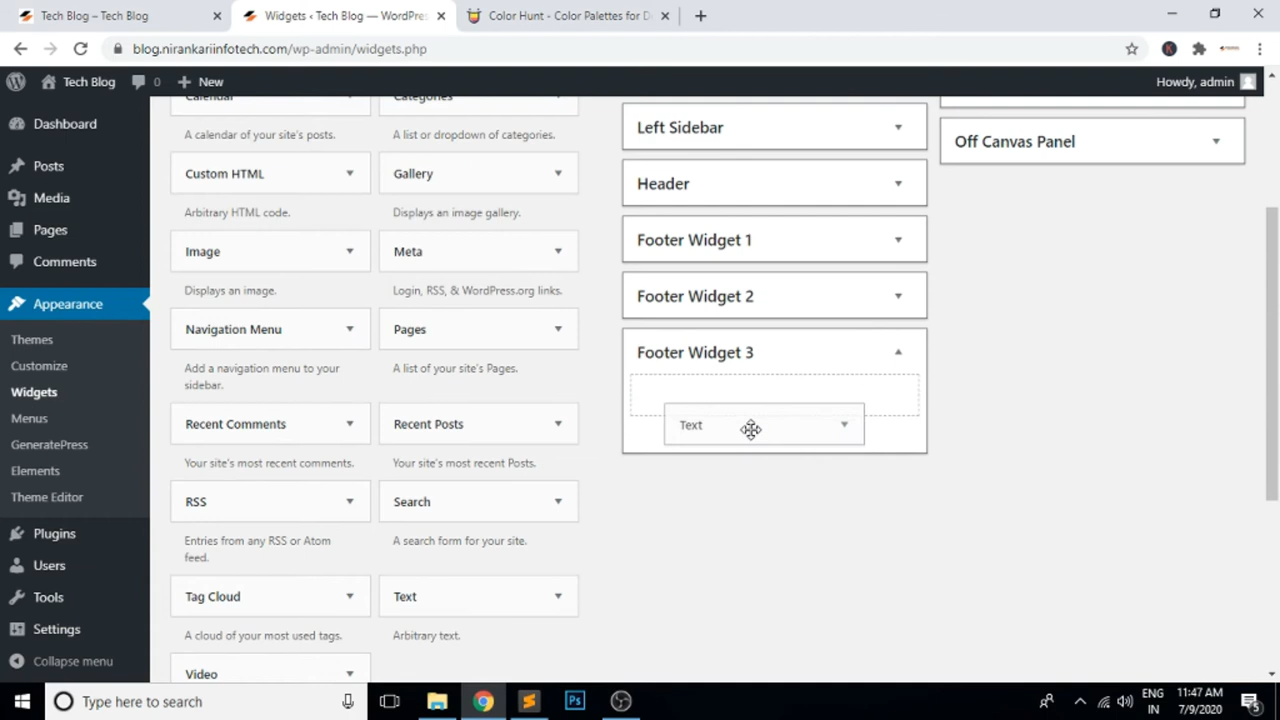 Tech Blog – Tech Blog
Widgets ‹ Tech Blog — WordPres
Color Hunt - Color Palettes for D
blog.nirankariinfotech.com/wp-admin/widgets.php
Tech Blog
0
New
Howdy, admin
Dashboard
Posts
Media
Pages
Comments
Appearance
Themes
Customize
Widgets
Menus
GeneratePress
Elements
Theme Editor
Plugins
Users
Tools
Settings
Collapse menu
Calendar
A calendar of your site's posts.
Categories
A list or dropdown of categories.
Custom HTML
Arbitrary HTML code.
Gallery
Displays an image gallery.
Image
Displays an image.
Meta
Login, RSS, & WordPress.org links.
Navigation Menu
Add a navigation menu to your
sidebar.
Pages
A list of your site's Pages.
Recent Comments
Your site's most recent comments.
Recent Posts
Your site's most recent Posts.
RSS
Entries from any RSS or Atom
feed.
Search
A search form for your site.
Tag Cloud
A cloud of your most used tags.
Text
Arbitrary text.
Video
Left Sidebar
Header
Footer Widget 1
Footer Widget 2
Footer Widget 3
Text
Off Canvas Panel
Type here to search
Ps
ENG
IN
11:47 AM
7/9/2020
5